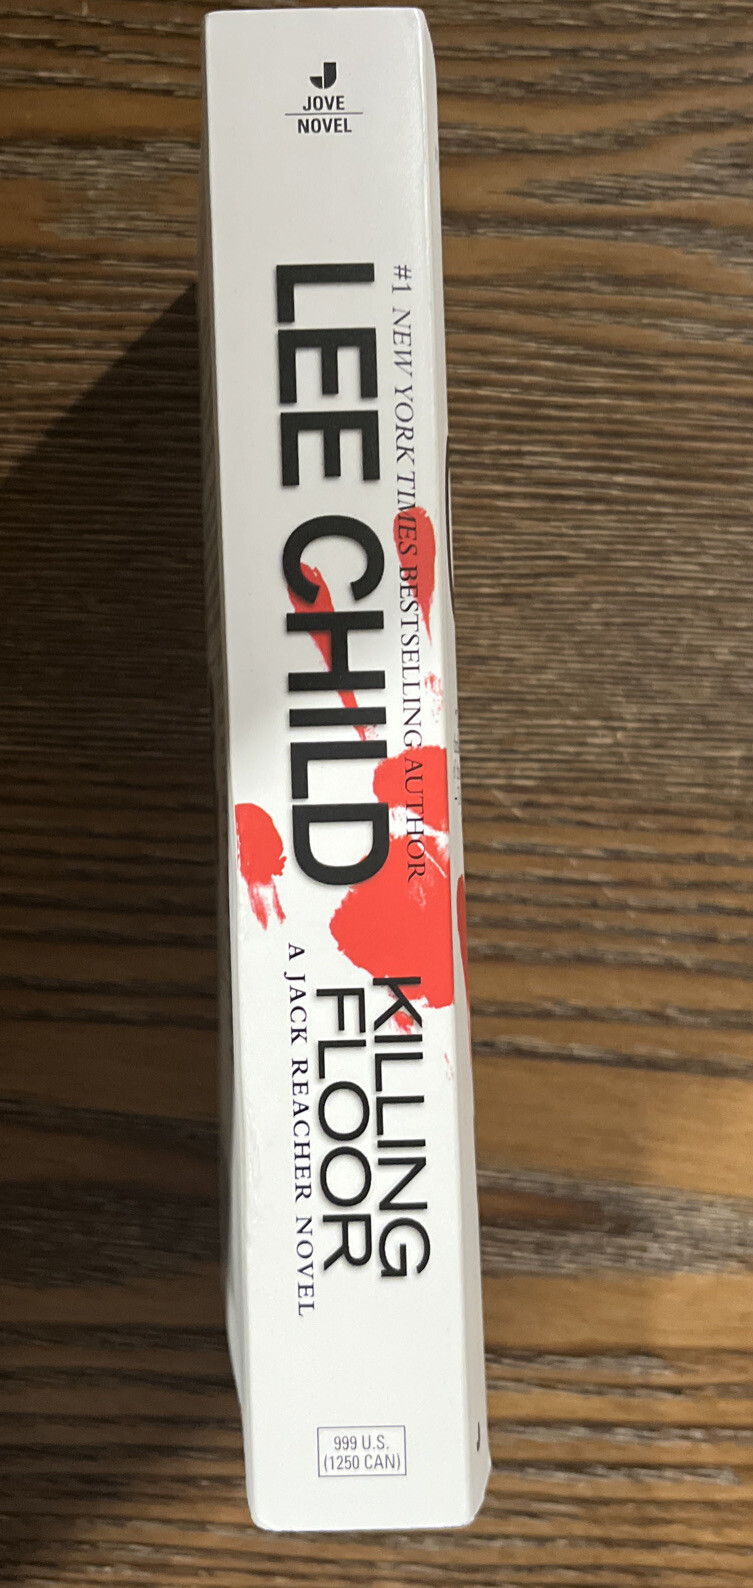 JOVE
NOVEL
#1 NEW YORK TIMES BESTSELLING AUTHOR
LEE CHILD
KILLING
FLOOR
A JACK REACHER NOVEL
999 U.S.
(1250 CAN)